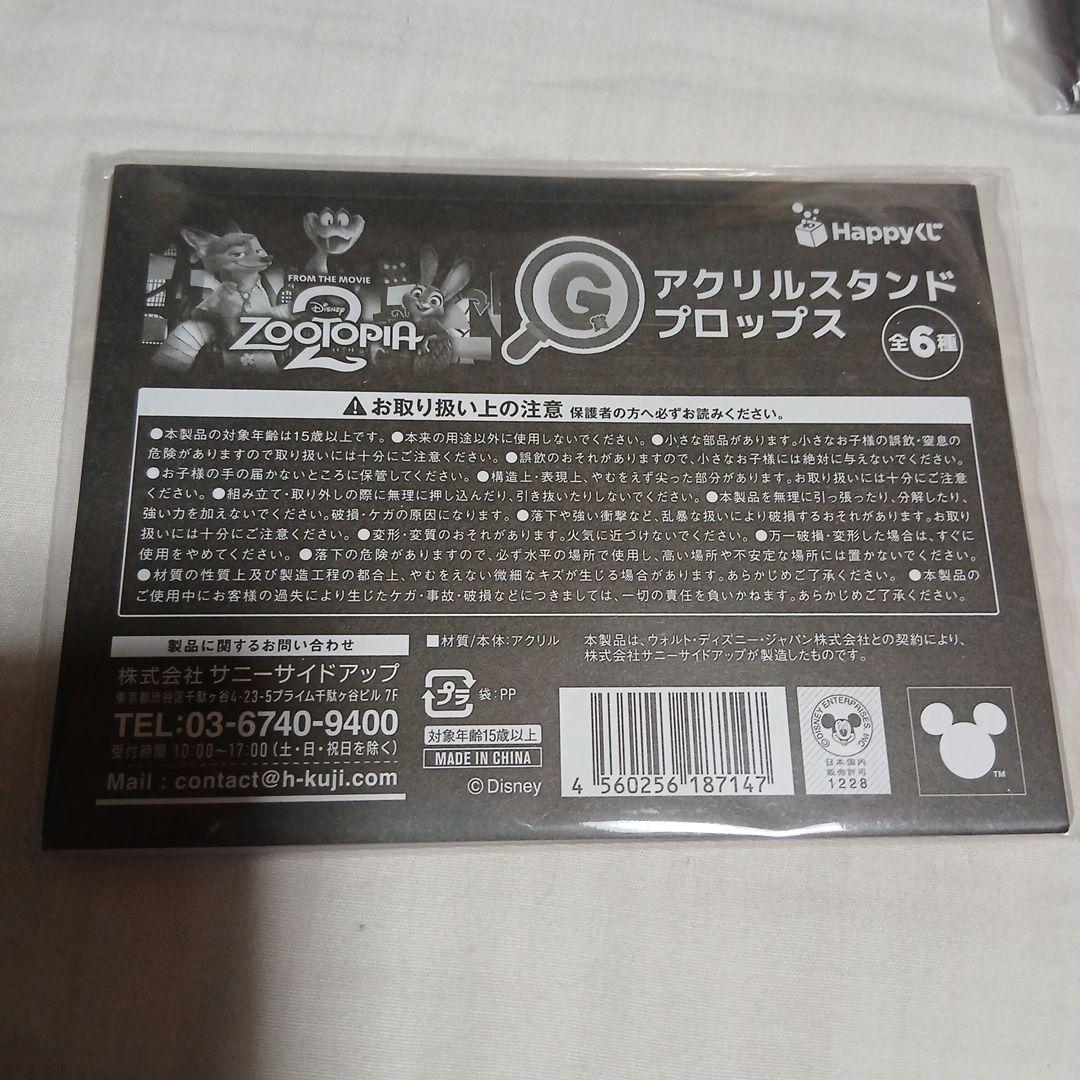 FROM THE MOVIE
Disney
ZOOTOPIA
2
G
賞
Happyくじ
アクリルスタンド
プロップス
全6種
⚠お取り扱い上の注意 保護者の方へ必ずお読みください。
●本製品の対象年齢は15歳以上です。●本来の用途以外に使用しないでください。●小さな部品があります。小さなお子様の誤飲・窒息の
危険がありますので取り扱いには十分にご注意ください。●誤飲のおそれがありますので、小さなお子様には絶対に与えないでください。
●お子様の手の届かないところに保管してください。●構造上・表現上、やむをえず尖った部分があります。お取り扱いには十分にご注意
ください。●組み立て・取り外しの際に無理に押し込んだり、引き抜いたりしないでください。●本製品を無理に引っ張ったり、分解したり、
強い力を加えないでください。破損・ケガの原因になります。●落下や強い衝撃など、乱暴な扱いにより破損するおそれがあります。お取り
扱いには十分にご注意ください。●変形・変質のおそれがあります。火気に近づけないでください。●万一破損・変形した場合は、すぐに
使用をやめてください。●落下の危険がありますので、必ず水平の場所で使用し、高い場所や不安定な場所には置かないでください。
●材質の性質上及び製造工程の都合上、やむをえない微細なキズが生じる場合があります。あらかじめご了承ください。●本製品の
ご使用中にお客様の過失により生じたケガ・事故・破損などにつきましては、一切の責任を負いかねます。あらかじめご了承ください。
製品に関するお問い合わせ
株式会社 サニーサイドアップ
東京都渋谷区千駄ヶ谷4-23-5プライム千駄ヶ谷ビル 7F
TEL:03-6740-9400
受付時間 10:00～17:00(土・日・祝日を除く)
Mail : contact@h-kuji.com
■材質/本体:アクリル
プラ
袋:PP
対象年齢15歳以上
MADE IN CHINA
©Disney
本製品は、ウォルト・ディズニー・ジャパン株式会社との契約により、
株式会社サニーサイドアップが製造したものです。
4 560256 187147
©DISNEY ENTERPRISES, INC
日本国内
販売許可
1228
TM